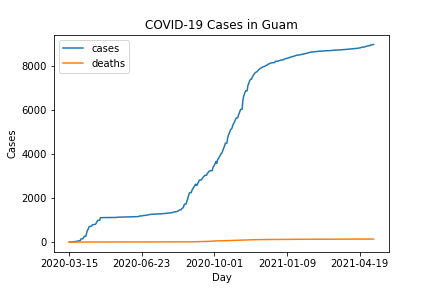 COVID-19 Cases in Guam
cases
deaths
8000
6000
4000
2000
0
Cases
2020-03-15 2020-06-23 2020-10-01 2021-01-09 2021-04-19
Day